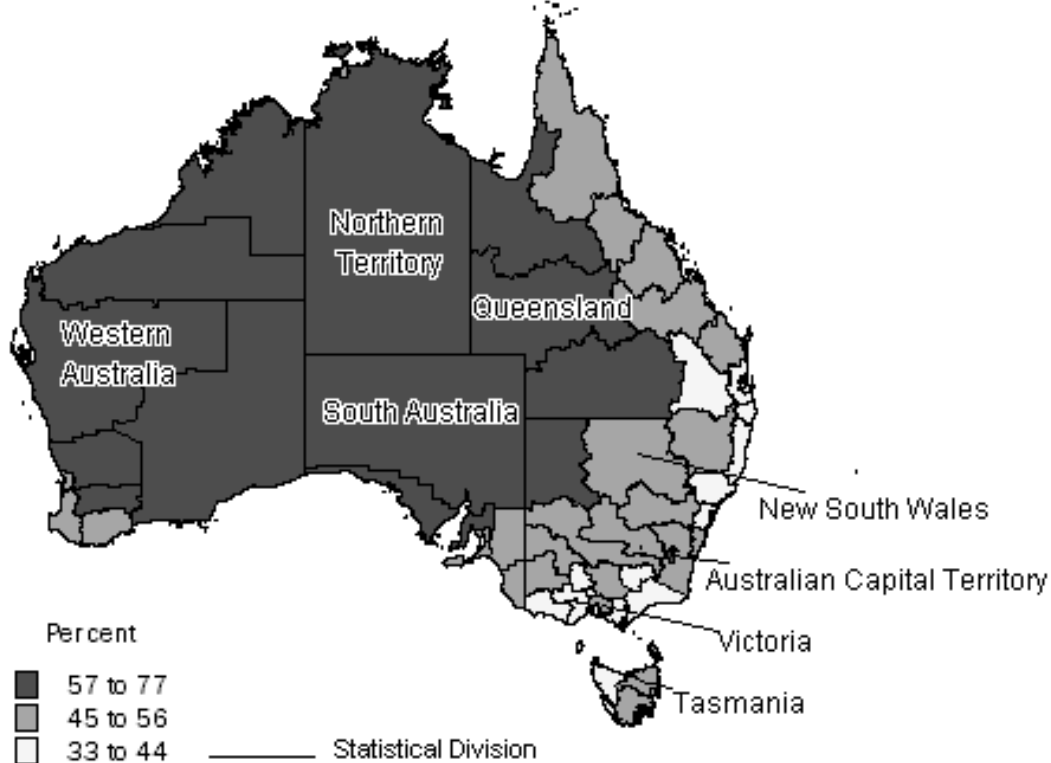 Northern
Territory
Queensland
Western
Australia
South Australia
New South Wales
Australian Capital Territory
Victoria
Tasmania
Percent
57 to 77
45 to 56
33 to 44
Statistical Division